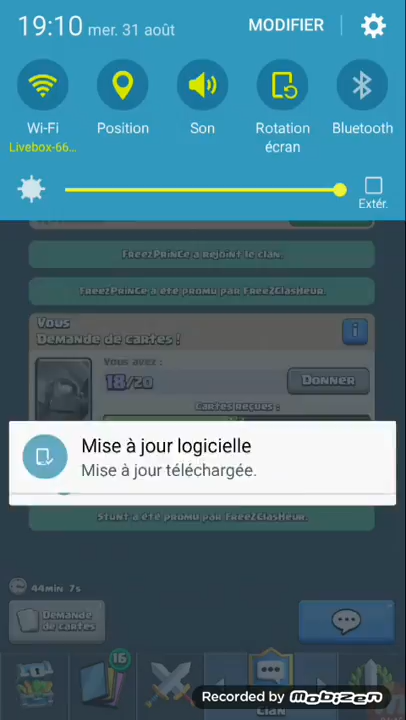 19:10 mer. 31 août
MODIFIER
Wi-Fi
Livebox-66...
Position
Son
Rotation
écran
Bluetooth
Extér.
FreezPrince a rejoint le clan.
FreezPrince a été promu par FreeZClasHeur.
Vous
Demande de cartes !
Vous avez :
18/20
Donner
Cartes reçues :
Mise à jour logicielle
Mise à jour téléchargée.
Stunt a été promu par FreeZClasHeur.
44min 7s
Demande
de cartes
16
Clan
Recorded by mobizen